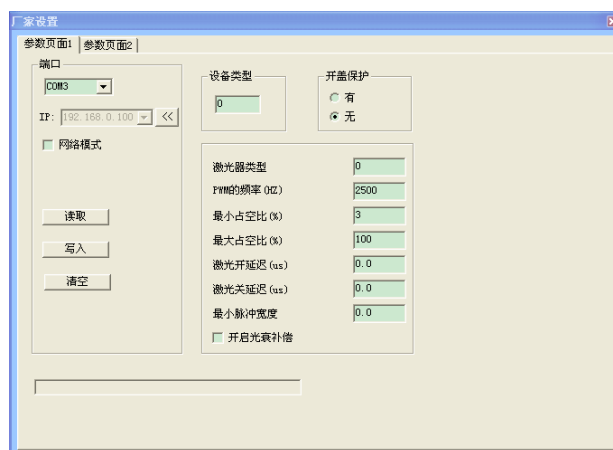 厂家设置
参数页面1 参数页面2
端口
COM3
IP: 192.168.0.100 <<
网络模式
读取
写入
清空
设备类型
0
开盖保护
有
无
激光器类型 0
PWM的频率(HZ) 2500
最小占空比(%) 3
最大占空比(%) 100
激光开延迟(us) 0.0
激光关延迟(us) 0.0
最小脉冲宽度 0.0
开启光衰补偿